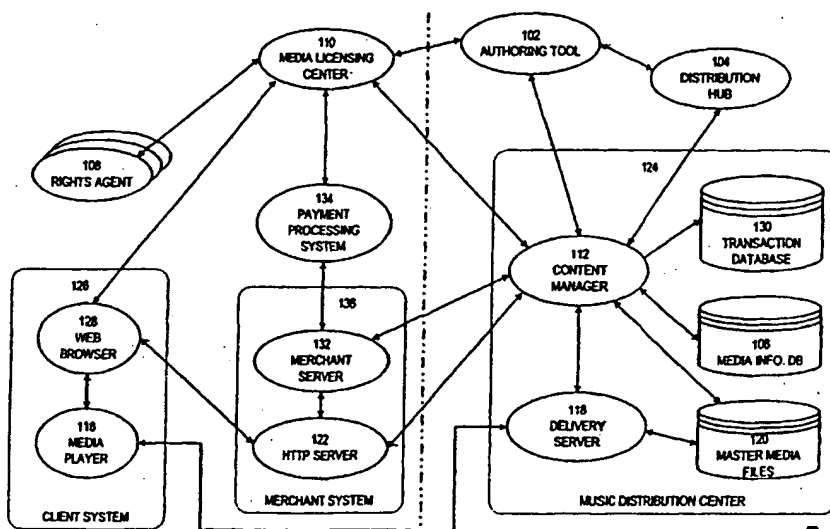 110
MEDIA LICENSING
CENTER
102
AUTHORING TOOL
104
DISTRIBUTION
HUB
108
RIGHTS AGENT
134
PAYMENT
PROCESSING
SYSTEM
124
130
TRANSACTION
DATABASE
112
CONTENT
MANAGER
126
128
WEB
BROWSER
136
132
MERCHANT
SERVER
106
MEDIA INFO. DB
116
MEDIA
PLAYER
122
HTTP SERVER
118
DELIVERY
SERVER
120
MASTER MEDIA
FILES
CLIENT SYSTEM
MERCHANT SYSTEM
MUSIC DISTRIBUTION CENTER